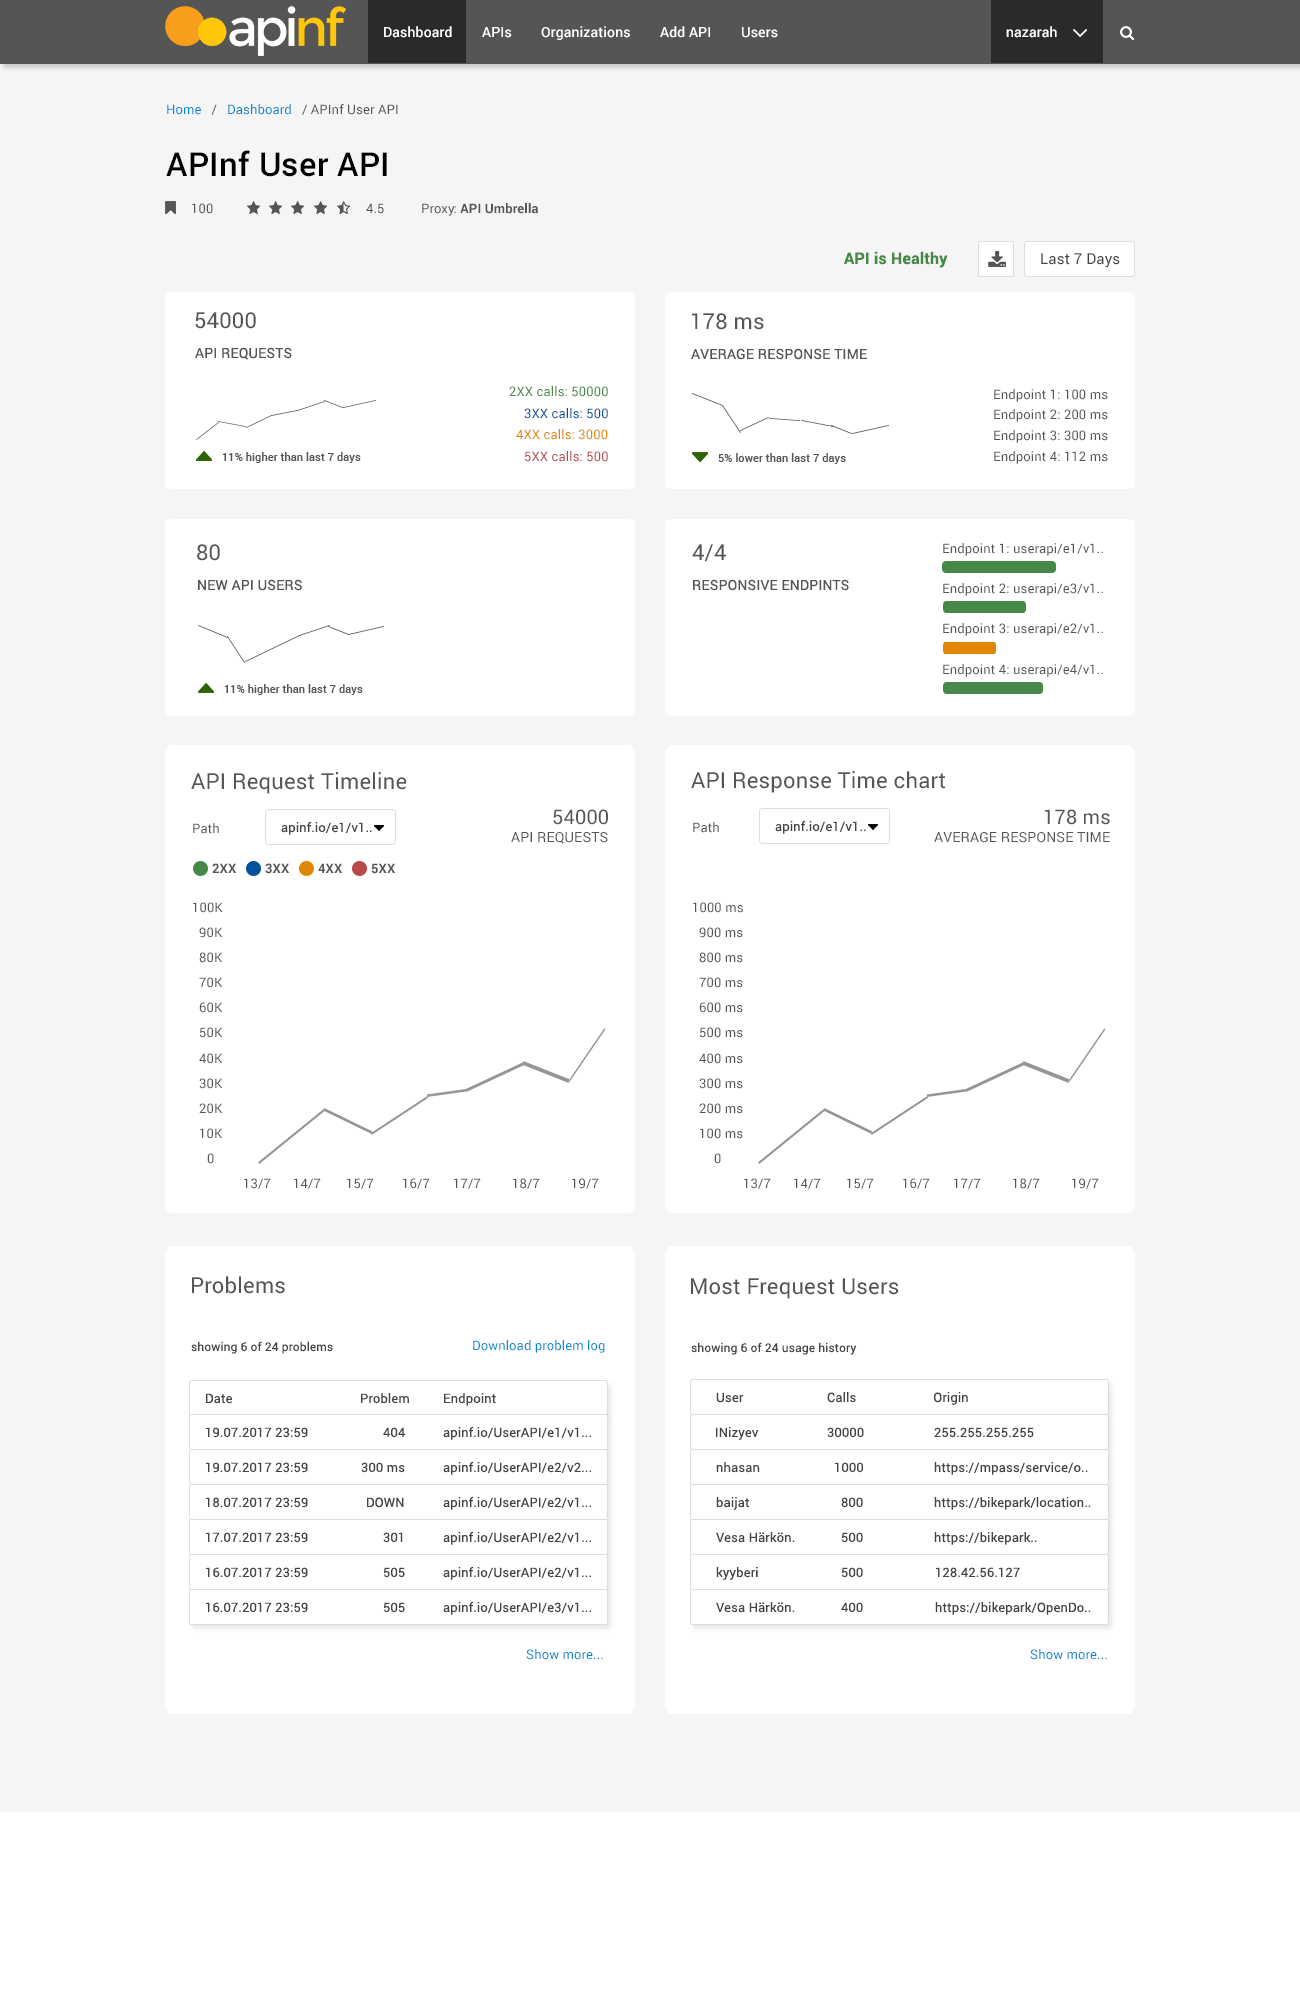 apinf
Dashboard APIs Organizations Add API Users nazarah
Home / Dashboard / APInf User API
APInf User API
100 4.5 Proxy: API Umbrella
API is Healthy Last 7 Days
54000
API REQUESTS
2XX calls: 50000
3XX calls: 500
4XX calls: 3000
5XX calls: 500
11% higher than last 7 days
178 ms
AVERAGE RESPONSE TIME
Endpoint 1: 100 ms
Endpoint 2: 200 ms
Endpoint 3: 300 ms
Endpoint 4: 112 ms
5% lower than last 7 days
80
NEW API USERS
11% higher than last 7 days
4/4
RESPONSIVE ENDPINTS
Endpoint 1: userapi/e1/v1..
Endpoint 2: userapi/e3/v1..
Endpoint 3: userapi/e2/v1..
Endpoint 4: userapi/e4/v1..
API Request Timeline
Path apinf.io/e1/v1..
54000
API REQUESTS
2XX 3XX 4XX 5XX
100K
90K
80K
70K
60K
50K
40K
30K
20K
10K
0
13/7 14/7 15/7 16/7 17/7 18/7 19/7
API Response Time chart
Path apinf.io/e1/v1..
178 ms
AVERAGE RESPONSE TIME
1000 ms
900 ms
800 ms
700 ms
600 ms
500 ms
400 ms
300 ms
200 ms
100 ms
0
13/7 14/7 15/7 16/7 17/7 18/7 19/7
Problems
showing 6 of 24 problems Download problem log
Date Problem Endpoint
19.07.2017 23:59 404 apinf.io/UserAPI/e1/v1...
19.07.2017 23:59 300 ms apinf.io/UserAPI/e2/v2...
18.07.2017 23:59 DOWN apinf.io/UserAPI/e2/v1...
17.07.2017 23:59 301 apinf.io/UserAPI/e2/v1...
16.07.2017 23:59 505 apinf.io/UserAPI/e2/v1...
16.07.2017 23:59 505 apinf.io/UserAPI/e3/v1...
Show more...
Most Frequest Users
showing 6 of 24 usage history
User Calls Origin
INizyev 30000 255.255.255.255
nhasan 1000 https://mpass/service/o..
baijat 800 https://bikepark/location..
Vesa Härkön. 500 https://bikepark..
kyyberi 500 128.42.56.127
Vesa Härkön. 400 https://bikepark/OpenDo..
Show more...